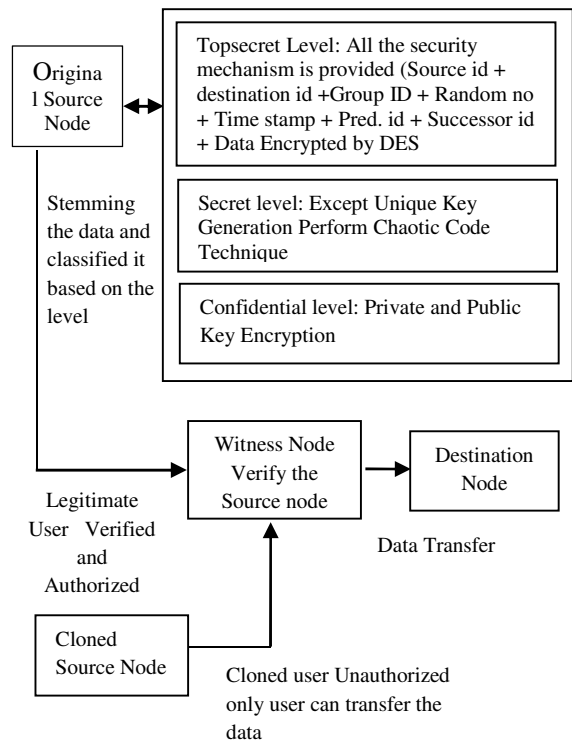 Origina
l Source
Node
Topsecret Level: All the security
mechanism is provided (Source id +
destination id +Group ID + Random no
+ Time stamp + Pred. id + Successor id
+ Data Encrypted by DES
Stemming
the data and
classified it
based on the
level
Secret level: Except Unique Key
Generation Perform Chaotic Code
Technique
Confidential level: Private and Public
Key Encryption
Witness Node
Verify the
Source node
Destination
Node
Legitimate
User Verified
and
Authorized
Data Transfer
Cloned
Source Node
Cloned user Unauthorized
only user can transfer the
data